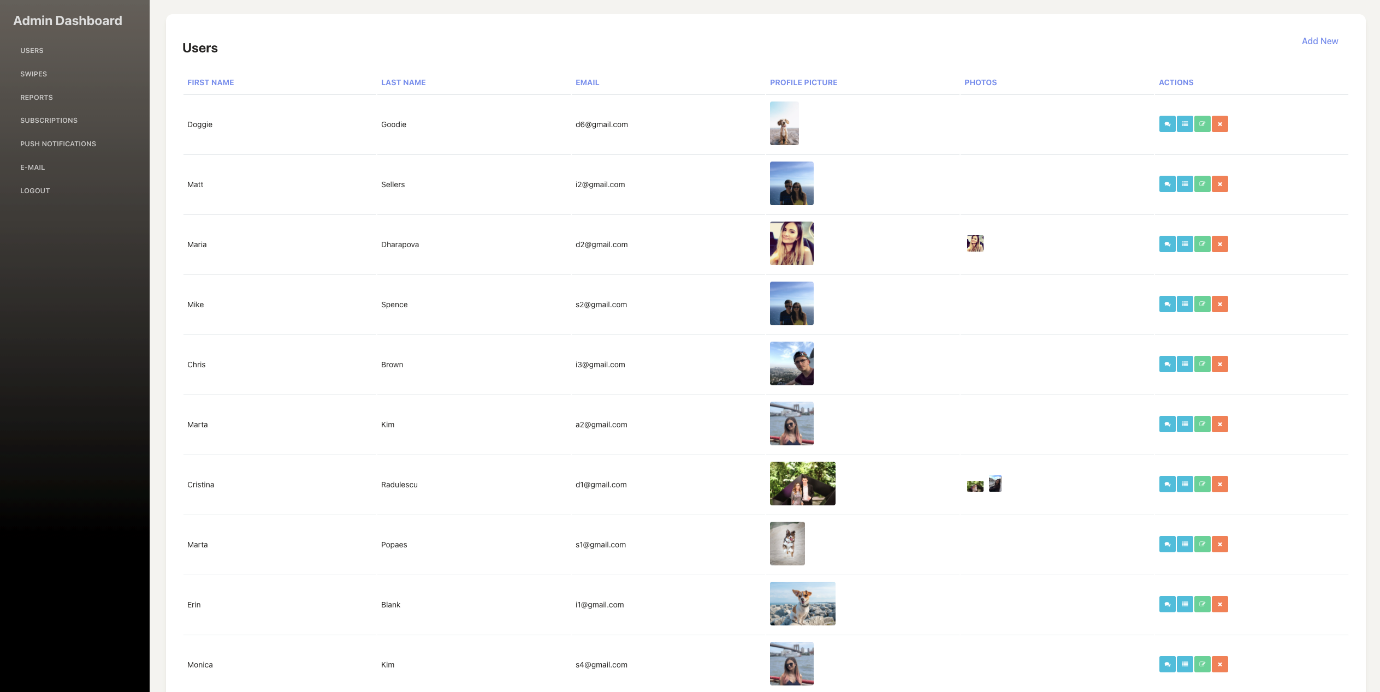 Admin Dashboard
USERS
SWIPES
REPORTS
SUBSCRIPTIONS
PUSH NOTIFICATIONS
E-MAIL
LOGOUT
Users
Add New
FIRST NAME LAST NAME EMAIL PROFILE PICTURE PHOTOS ACTIONS
Doggie Goodie d6@gmail.com
Matt Sellers i2@gmail.com
Maria Dharapova d2@gmail.com
Mike Spence s2@gmail.com
Chris Brown i3@gmail.com
Marta Kim a2@gmail.com
Cristina Radulescu d1@gmail.com
Marta Popaes s1@gmail.com
Erin Blank i1@gmail.com
Monica Kim s4@gmail.com